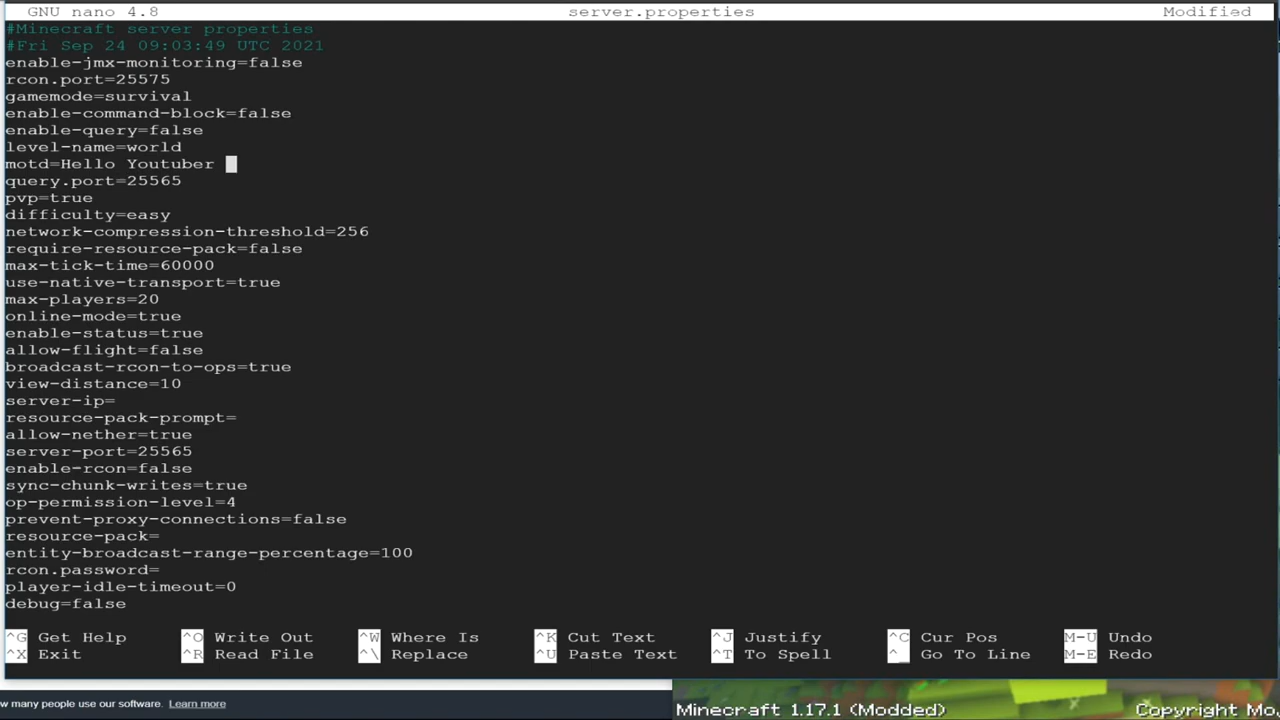 GNU nano 4.8 server.properties Modified
#Minecraft server properties
#Fri Sep 24 09:03:49 UTC 2021
enable-jmx-monitoring=false
rcon.port=25575
gamemode=survival
enable-command-block=false
enable-query=false
level-name=world
motd=Hello Youtuber
query.port=25565
pvp=true
difficulty=easy
network-compression-threshold=256
require-resource-pack=false
max-tick-time=60000
use-native-transport=true
max-players=20
online-mode=true
enable-status=true
allow-flight=false
broadcast-rcon-to-ops=true
view-distance=10
server-ip=
resource-pack-prompt=
allow-nether=true
server-port=25565
enable-rcon=false
sync-chunk-writes=true
op-permission-level=4
prevent-proxy-connections=false
resource-pack=
entity-broadcast-range-percentage=100
rcon.password=
player-idle-timeout=0
debug=false
^G Get Help ^O Write Out ^W Where Is ^K Cut Text ^J Justify ^C Cur Pos M-U Undo
^X Exit ^R Read File ^\ Replace ^U Paste Text ^T To Spell ^_ Go To Line M-E Redo
w many people use our software. Learn more
Minecraft 1.17.1 (Modded) Copyright Mo